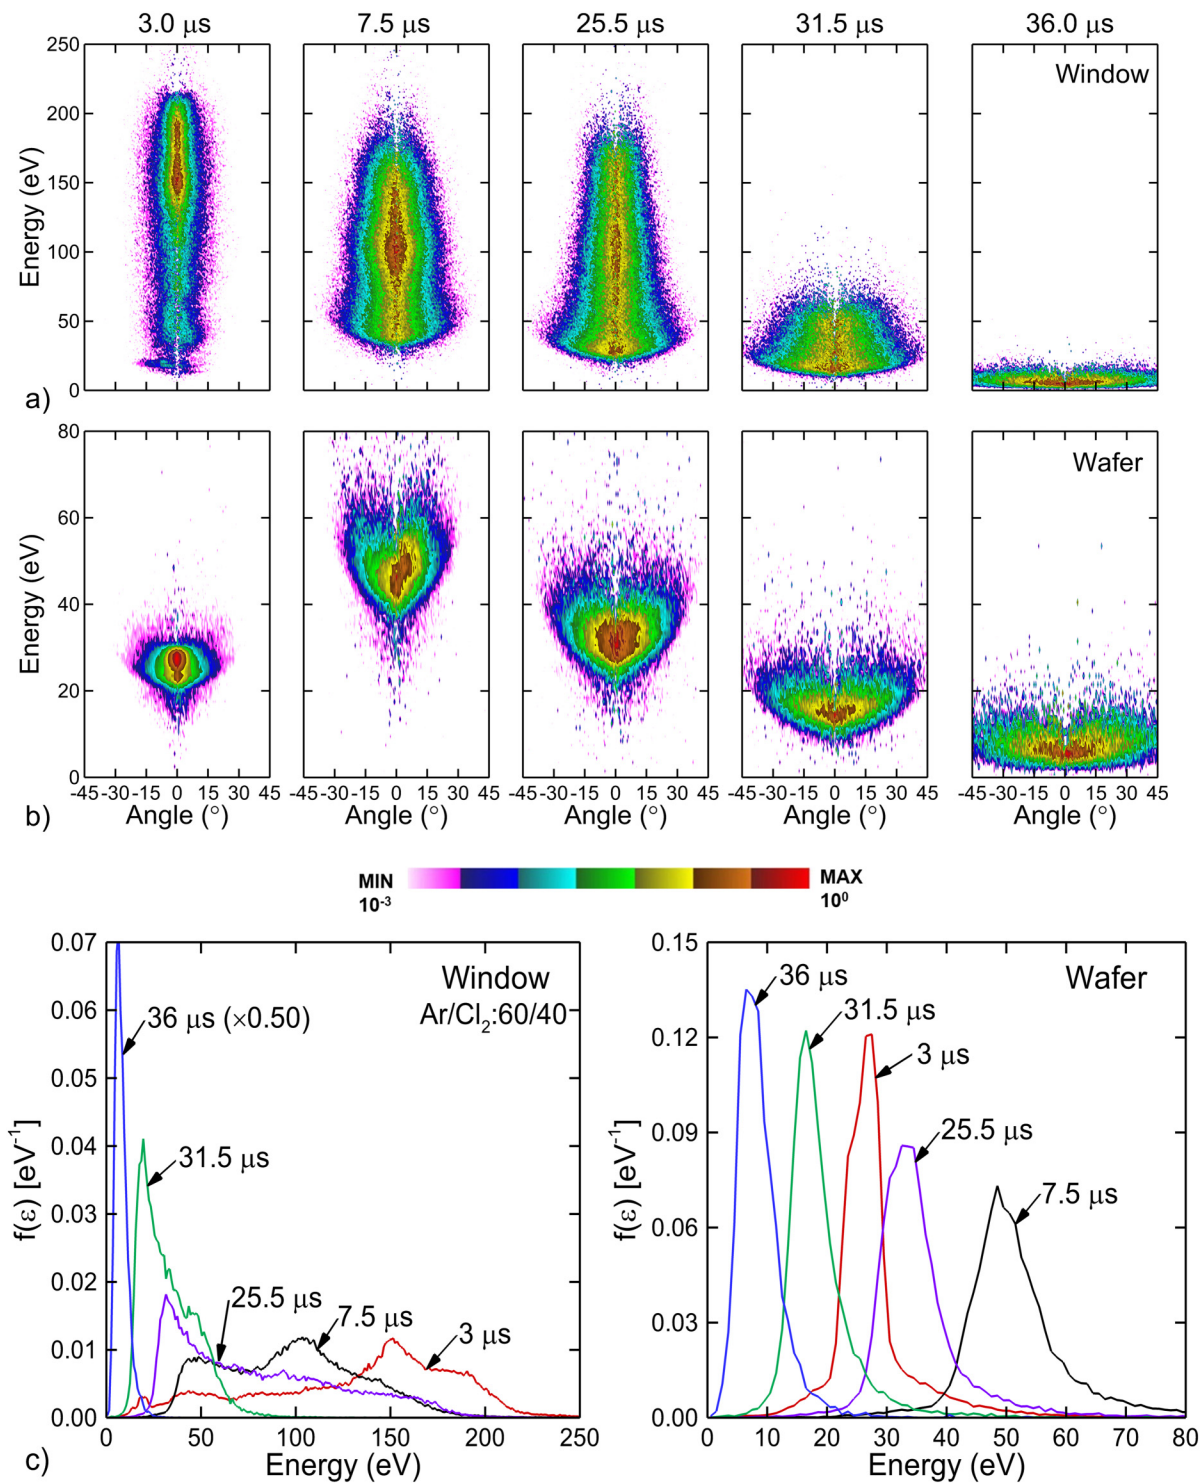 3.0 μs 7.5 μs 25.5 μs 31.5 μs 36.0 μs
250
200
150
100
50
0
Energy (eV)
Window
a)
80
60
40
20
0
Energy (eV)
Wafer
-45 -30 -15 0 15 30 45 -45 -30 -15 0 15 30 45 -45 -30 -15 0 15 30 45 -45 -30 -15 0 15 30 45 -45 -30 -15 0 15 30 45
Angle (°) Angle (°) Angle (°) Angle (°) Angle (°)
b)
MIN
10⁻³
MAX
10⁰
0.07
0.06
0.05
0.04
0.03
0.02
0.01
0.00
f(ε) [eV⁻¹]
Window
Ar/Cl₂:60/40
36 μs (×0.50)
31.5 μs
25.5 μs
7.5 μs
3 μs
0 50 100 150 200 250
Energy (eV)
c)
0.15
0.12
0.09
0.06
0.03
0.00
f(ε) [eV⁻¹]
Wafer
36 μs
31.5 μs
3 μs
25.5 μs
7.5 μs
0 10 20 30 40 50 60 70 80
Energy (eV)